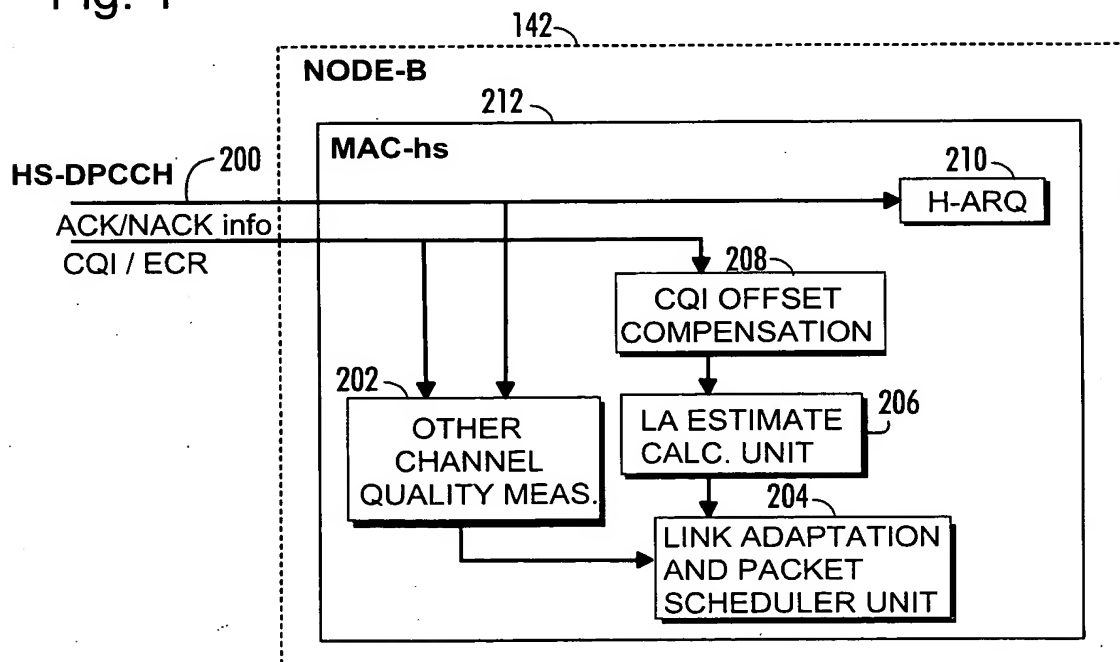 142
NODE-B
212
MAC-hs
HS-DPCCH
200
210
H-ARQ
ACK/NACK info
CQI / ECR
208
CQI OFFSET
COMPENSATION
202
OTHER
CHANNEL
QUALITY MEAS.
LA ESTIMATE
CALC. UNIT
206
204
LINK ADAPTATION
AND PACKET
SCHEDULER UNIT